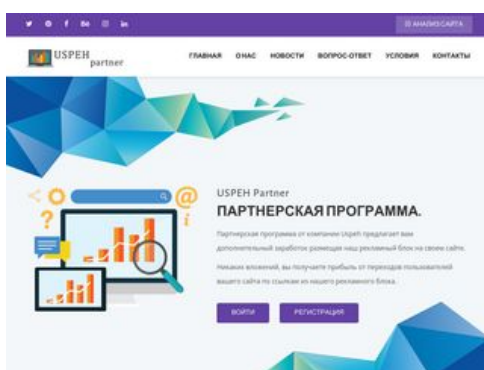 АНАЛИЗ САЙТА
USPEH
partner
ГЛАВНАЯ О НАС НОВОСТИ ВОПРОС-ОТВЕТ УСЛОВИЯ КОНТАКТЫ
USPEH Partner
ПАРТНЕРСКАЯ ПРОГРАММА.
Партнерская программа от компании Uspeh предлагает вам
дополнительный заработок размещая наш рекламный блок на своем сайте.
Никаких вложений, вы получаете прибыль от переходов пользователей
вашего сайта по ссылкам из нашего рекламного блока.
ВОЙТИ РЕГИСТРАЦИЯ